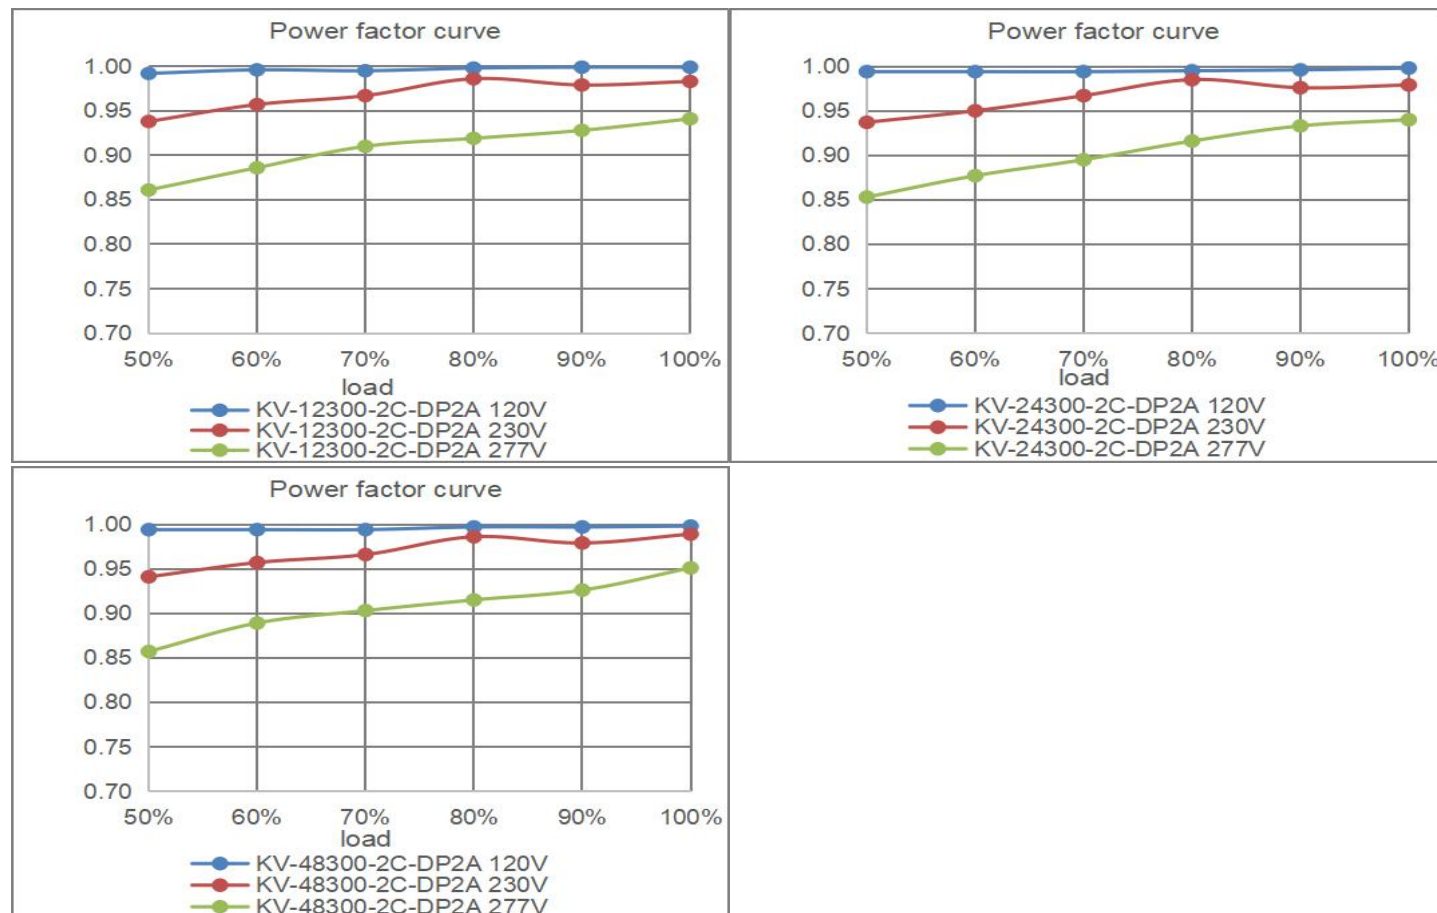 Power factor curve
1.00
0.95
0.90
0.85
0.80
0.75
0.70
50% 60% 70% 80% 90% 100%
load
KV-12300-2C-DP2A 120V
KV-12300-2C-DP2A 230V
KV-12300-2C-DP2A 277V
Power factor curve
1.00
0.95
0.90
0.85
0.80
0.75
0.70
50% 60% 70% 80% 90% 100%
load
KV-24300-2C-DP2A 120V
KV-24300-2C-DP2A 230V
KV-24300-2C-DP2A 277V
Power factor curve
1.00
0.95
0.90
0.85
0.80
0.75
0.70
50% 60% 70% 80% 90% 100%
load
KV-48300-2C-DP2A 120V
KV-48300-2C-DP2A 230V
KV-48300-2C-DP2A 277V